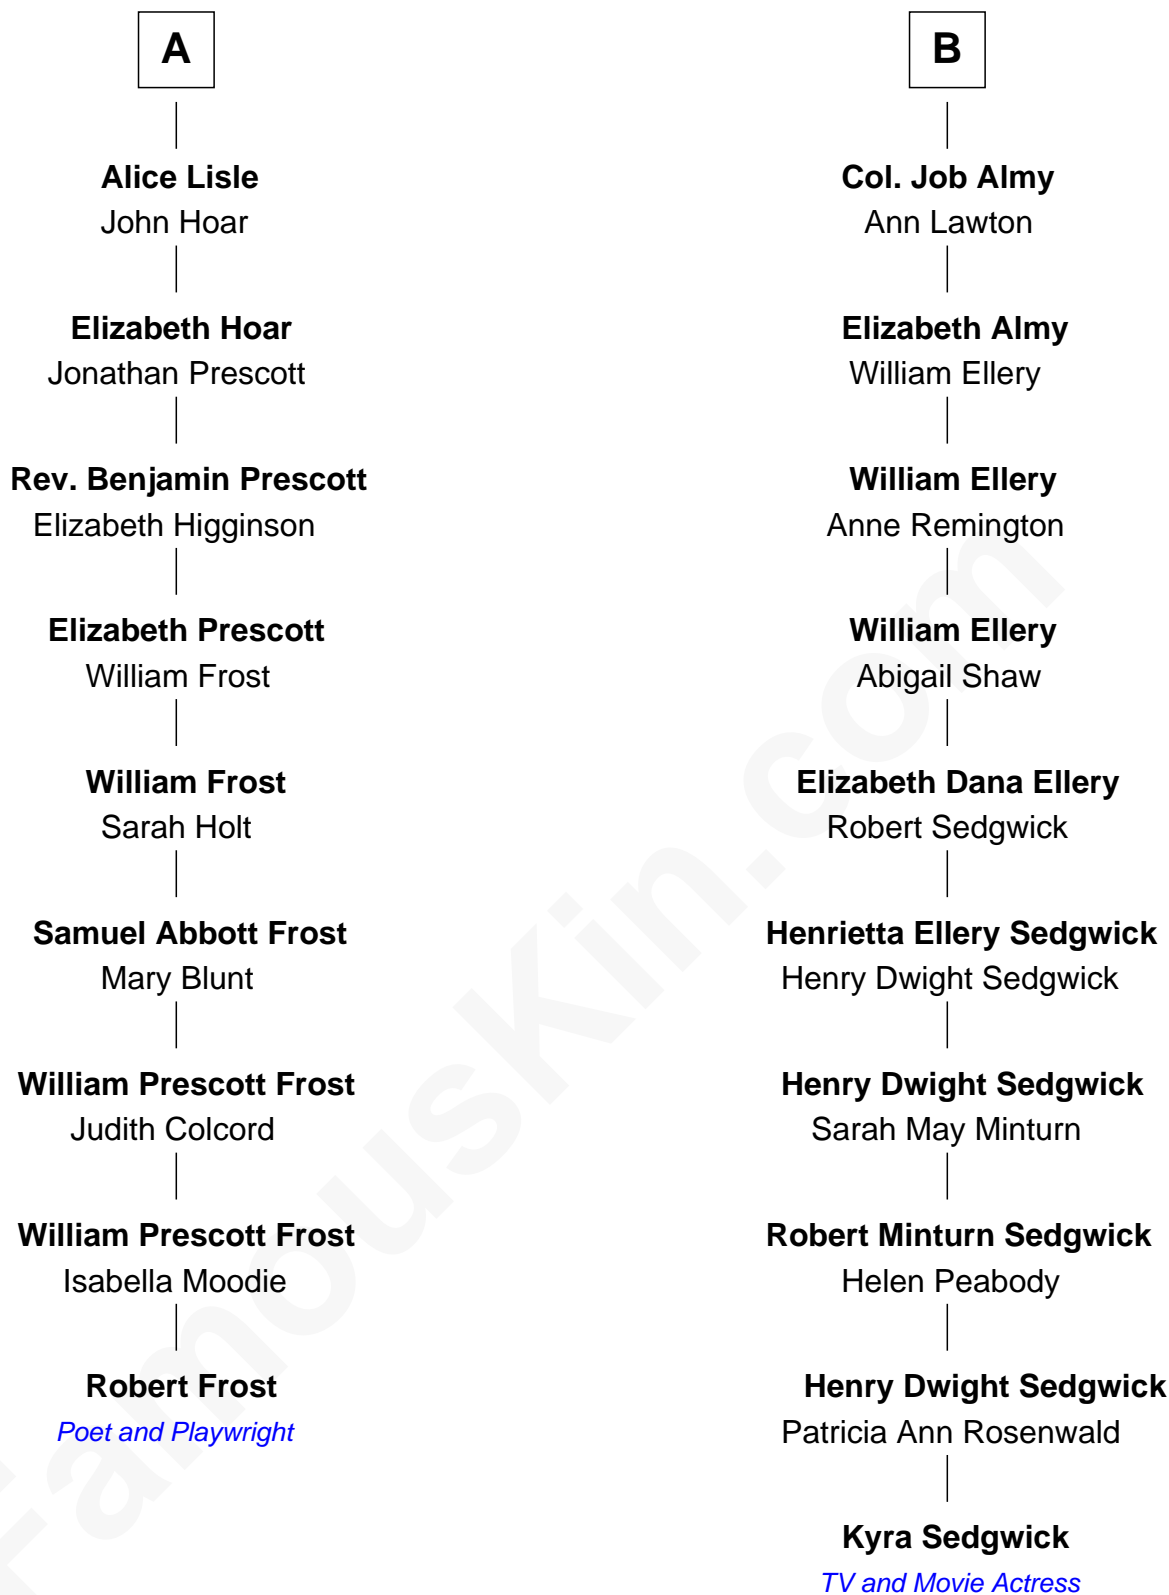 A
Alice Lisle
John Hoar
Elizabeth Hoar
Jonathan Prescott
Rev. Benjamin Prescott
Elizabeth Higginson
Elizabeth Prescott
William Frost
William Frost
Sarah Holt
Samuel Abbott Frost
Mary Blunt
William Prescott Frost
Judith Colcord
William Prescott Frost
Isabella Moodie
Robert Frost
Poet and Playwright
B
Col. Job Almy
Ann Lawton
Elizabeth Almy
William Ellery
William Ellery
Anne Remington
William Ellery
Abigail Shaw
Elizabeth Dana Ellery
Robert Sedgwick
Henrietta Ellery Sedgwick
Henry Dwight Sedgwick
Henry Dwight Sedgwick
Sarah May Minturn
Robert Minturn Sedgwick
Helen Peabody
Henry Dwight Sedgwick
Patricia Ann Rosenwald
Kyra Sedgwick
TV and Movie Actress
FamousKin.com